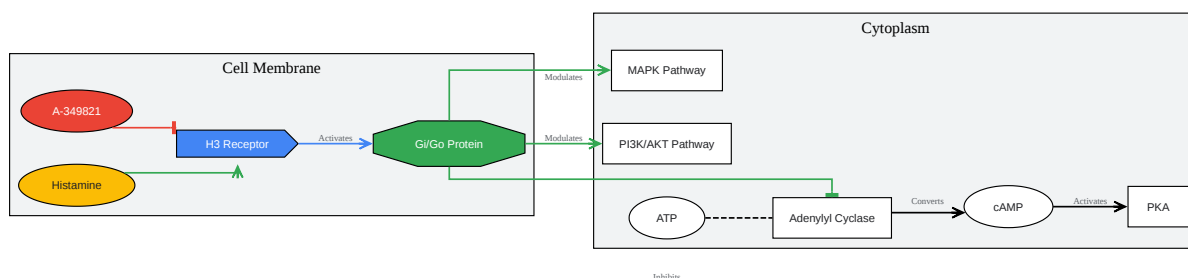 Cytoplasm
Cell Membrane
MAPK Pathway
Modulates
A-349821
H3 Receptor
Activates
Gi/Go Protein
Modulates
PI3K/AKT Pathway
Histamine
ATP
Adenylyl Cyclase
Converts
cAMP
Activates
PKA
Inhibits